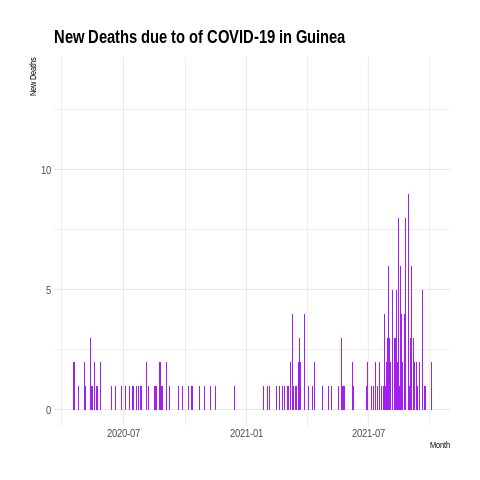 New Deaths due to of COVID-19 in Guinea
New Deaths
10
5
0
2020-07
2021-01
2021-07
Month